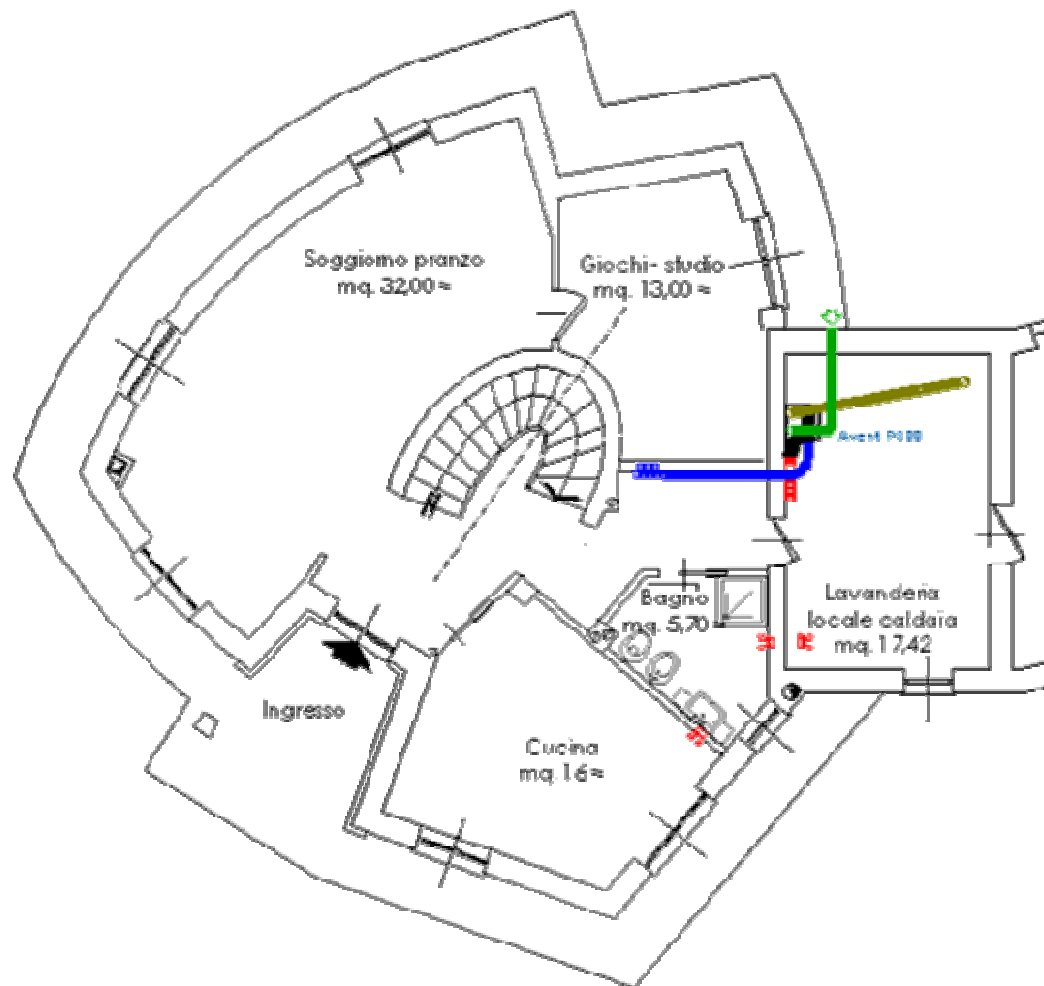 Soggiorno pranzo
mq. 32,00 ≈
Giochi- studio
mq. 13,00 ≈
Bagno
mq. 5,70
Lavanderia
locale caldaia
mq. 17,42
Ingresso
Cucina
mq. 16 ≈